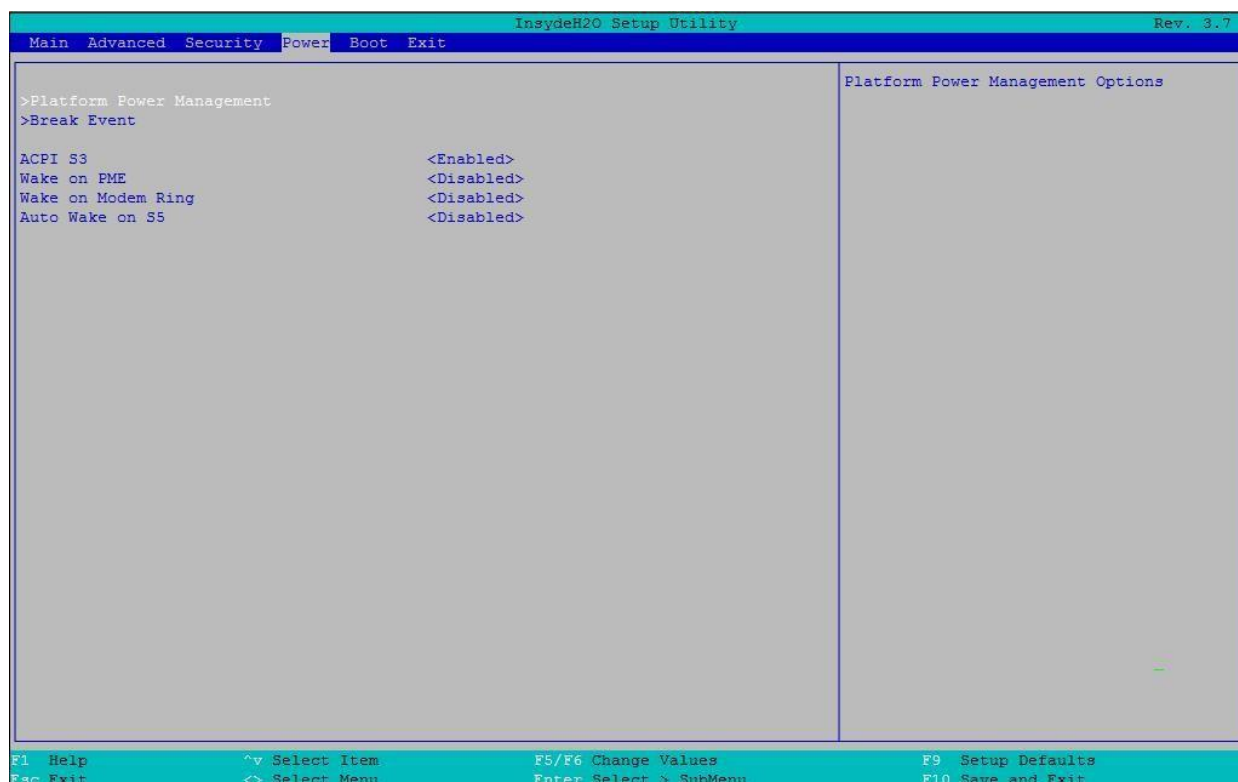 InsydeH2O Setup Utility Rev. 3.7
Main Advanced Security Power Boot Exit
Platform Power Management Options
>Platform Power Management
>Break Event
ACPI S3 <Enabled>
Wake on PME <Disabled>
Wake on Modem Ring <Disabled>
Auto Wake on S5 <Disabled>
F1 Help ^v Select Item F5/F6 Change Values F9 Setup Defaults
Esc Exit <> Select Menu Enter Select > SubMenu F10 Save and Exit